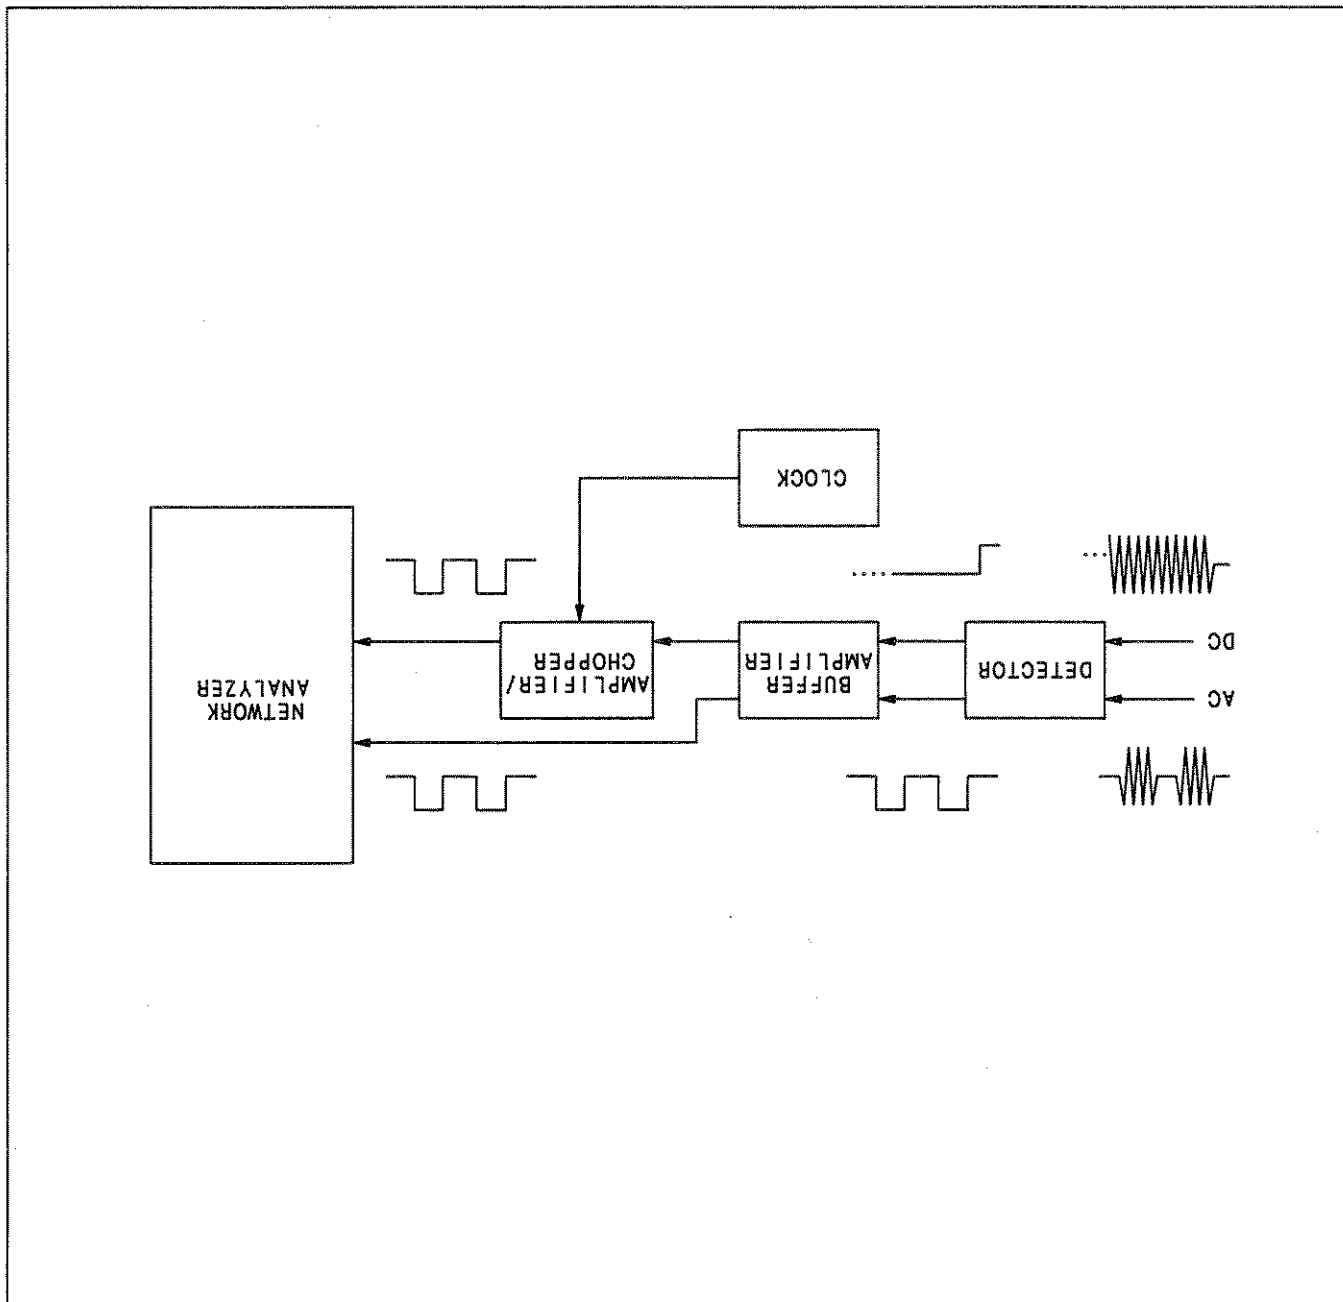 CLOCK
DC
AC
DETECTOR
BUFFER
AMPLIFIER
AMPLIFIER/
CHOPPER
NETWORK
ANALYZER